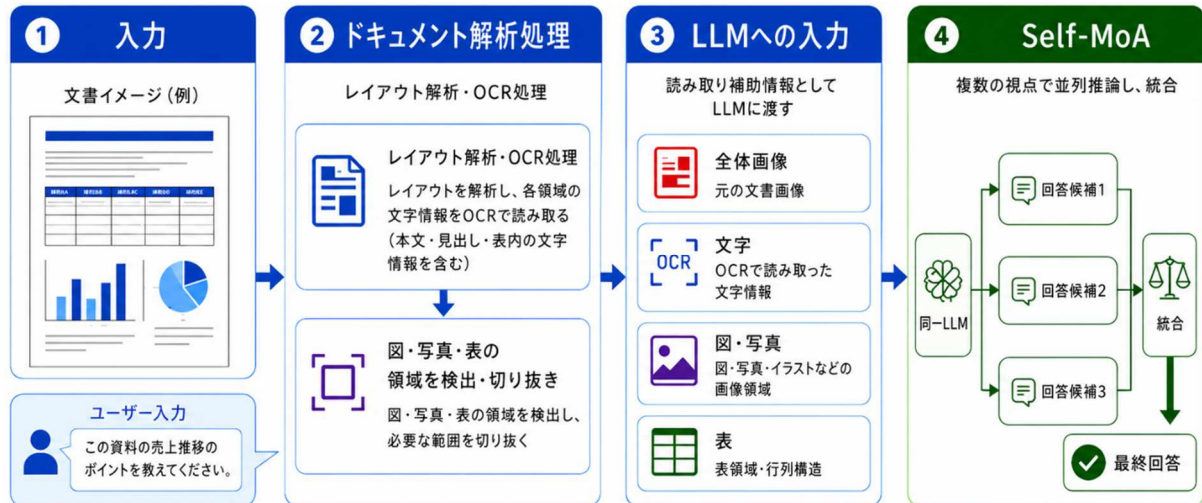 1 入力
文書イメージ(例)
ユーザー入力
この資料の売上推移の
ポイントを教えてください。
2 ドキュメント解析処理
レイアウト解析・OCR処理
レイアウト解析・OCR処理
レイアウトを解析し、各領域の
文字情報をOCRで読み取る
(本文・見出し・表内の文字
情報を含む)
図・写真・表の
領域を検出・切り抜き
図・写真・表の領域を検出し、
必要な範囲を切り抜く
3 LLMへの入力
読み取り補助情報として
LLMに渡す
全体画像
元の文書画像
OCR
文字
OCRで読み取った
文字情報
図・写真
図・写真・イラストなどの
画像領域
表
表領域・行列構造
4 Self-MoA
複数の視点で並列推論し、統合
同一LLM
回答候補1
回答候補2
回答候補3
統合
最終回答